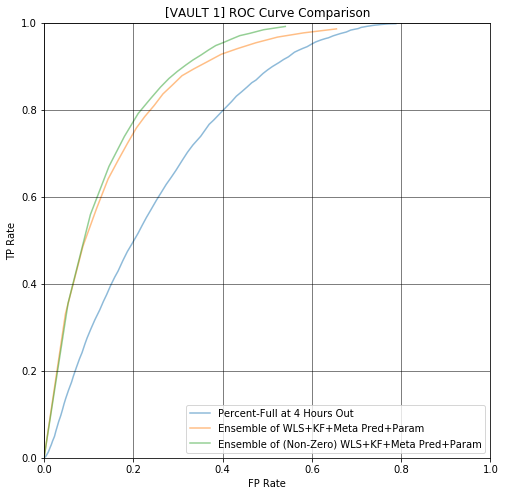 [VAULT 1] ROC Curve Comparison
1.0
0.8
0.6
0.4
0.2
0.0
TP Rate
0.0 0.2 0.4 0.6 0.8 1.0
FP Rate
Percent-Full at 4 Hours Out
Ensemble of WLS+KF+Meta Pred+Param
Ensemble of (Non-Zero) WLS+KF+Meta Pred+Param